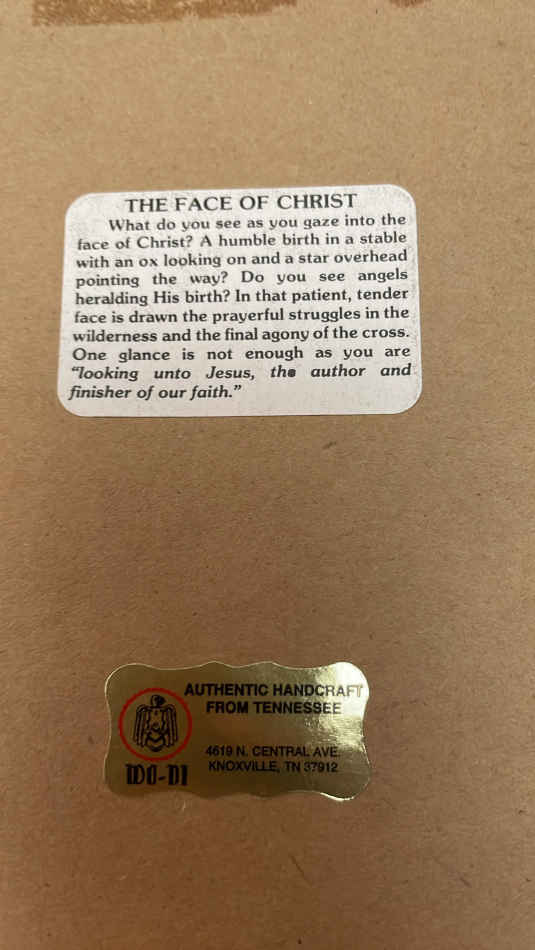 THE FACE OF CHRIST
What do you see as you gaze into the
face of Christ? A humble birth in a stable
with an ox looking on and a star overhead
pointing the way? Do you see angels
heralding His birth? In that patient, tender
face is drawn the prayerful struggles in the
wilderness and the final agony of the cross.
One glance is not enough as you are
“looking unto Jesus, the author and
finisher of our faith.”
AUTHENTIC HANDCRAFT
FROM TENNESSEE
4619 N. CENTRAL AVE.
KNOXVILLE, TN 37912
WO-DI